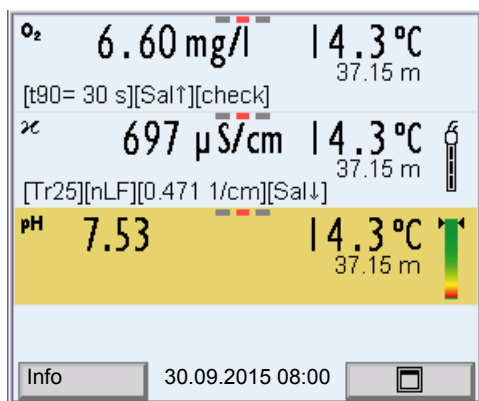 O₂ 6.60 mg/l 14.3 °C
37.15 m
[t90= 30 s][Sal↑][check]
ϰ 697 µS/cm 14.3 °C
37.15 m
[Tr25][nLF][0.471 1/cm][Sal↓]
pH 7.53 14.3 °C
37.15 m
Info 30.09.2015 08:00